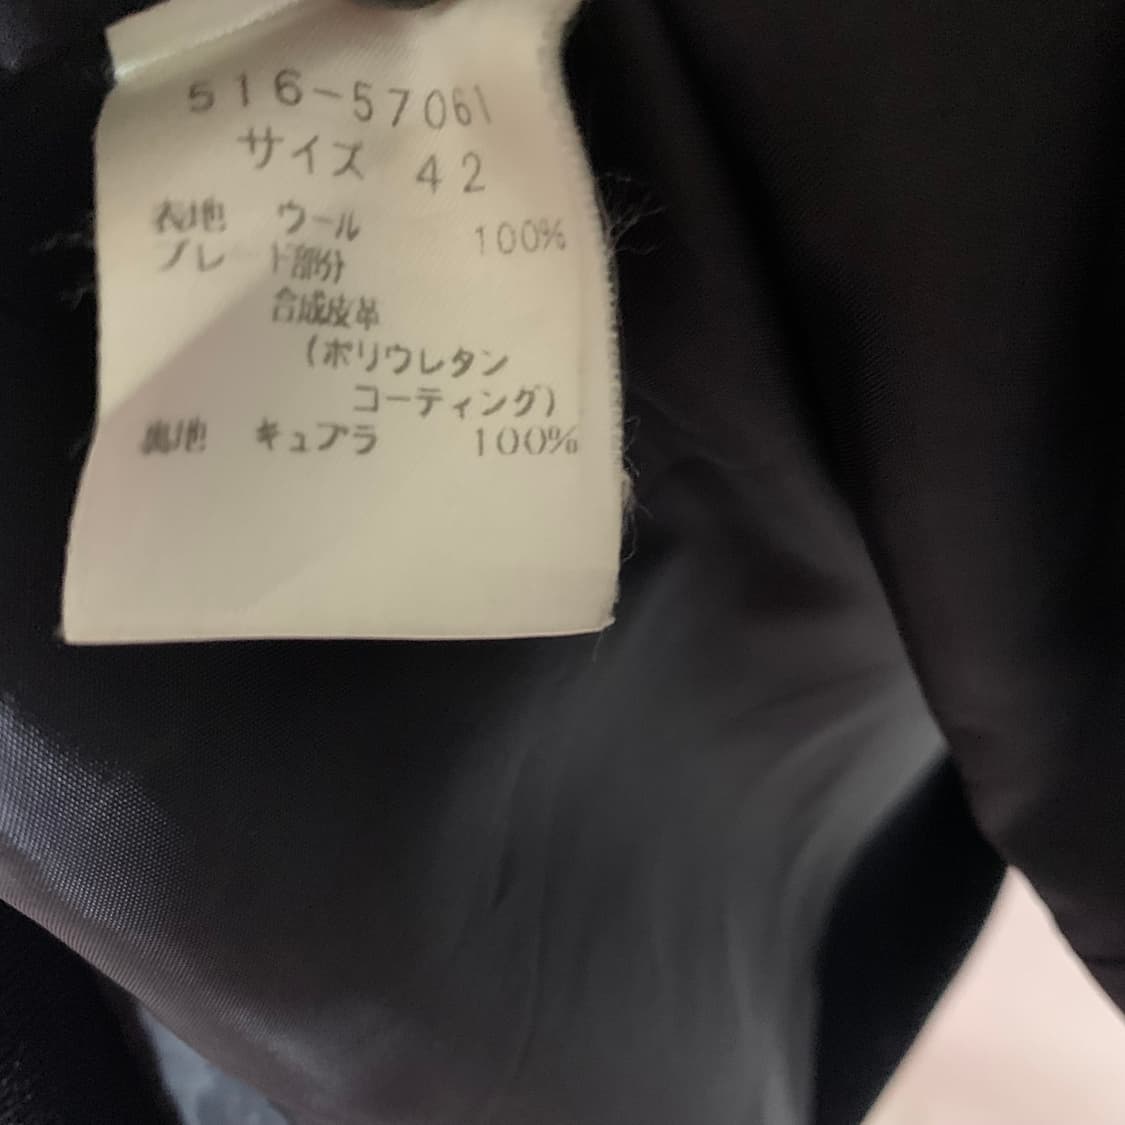 516-57061
サイズ 42
表地 ウール 100%
ブレード部分
合成皮革
(ポリウレタン
コーティング)
裏地 キュプラ 100%